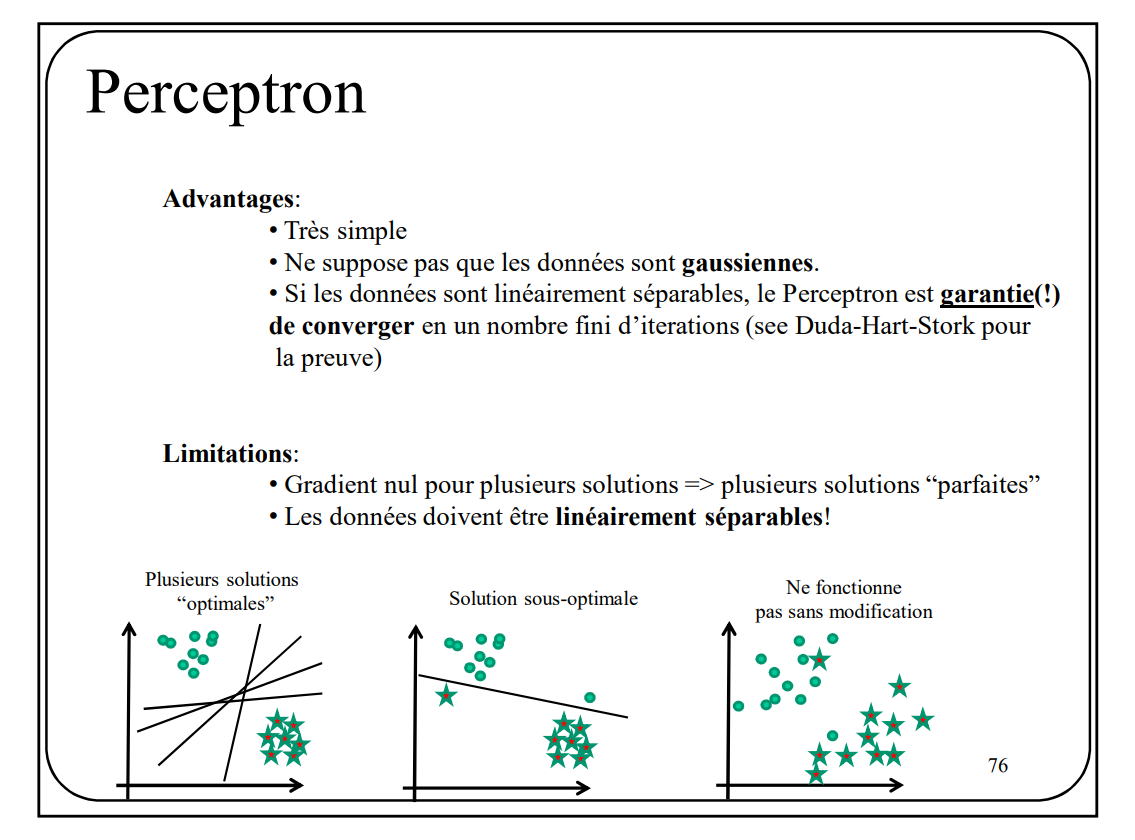 Perceptron
Advantages:
• Très simple
• Ne suppose pas que les données sont gaussiennes.
• Si les données sont linéairement séparables, le Perceptron est garantie(!)
de converger en un nombre fini d’iterations (see Duda-Hart-Stork pour
la preuve)
Limitations:
• Gradient nul pour plusieurs solutions => plusieurs solutions “parfaites”
• Les données doivent être linéairement séparables!
Plusieurs solutions
“optimales”
Solution sous-optimale
Ne fonctionne
pas sans modification
76